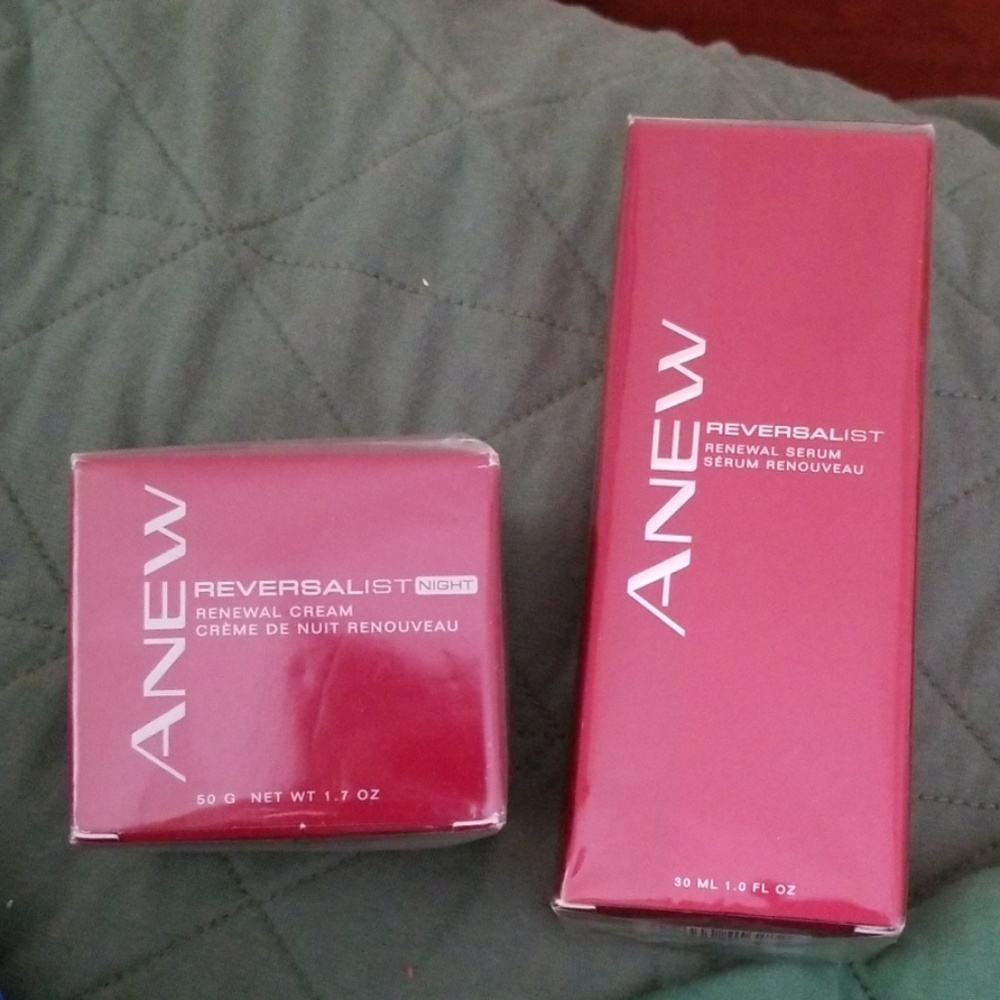 ANEW
REVERSALIST NIGHT
RENEWAL CREAM
CRÈME DE NUIT RENOUVEAU
50 G NET WT 1.7 OZ
ANEW
REVERSALIST
RENEWAL SERUM
SÉRUM RENOUVEAU
30 ML 1.0 FL OZ